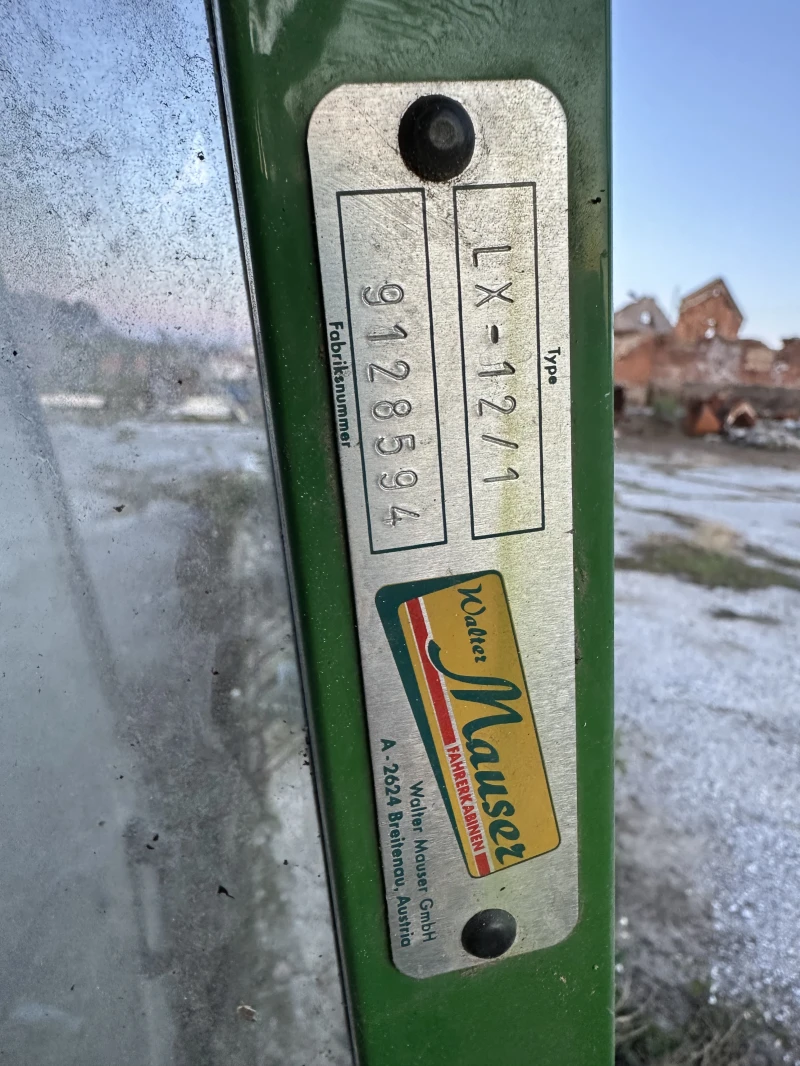 Type
LX-12/1
9128594
Fabriksnummer
Walter
Mauser
FAHRERKABINEN
Walter Mauser GmbH
A - 2624 Breitenau, Austria